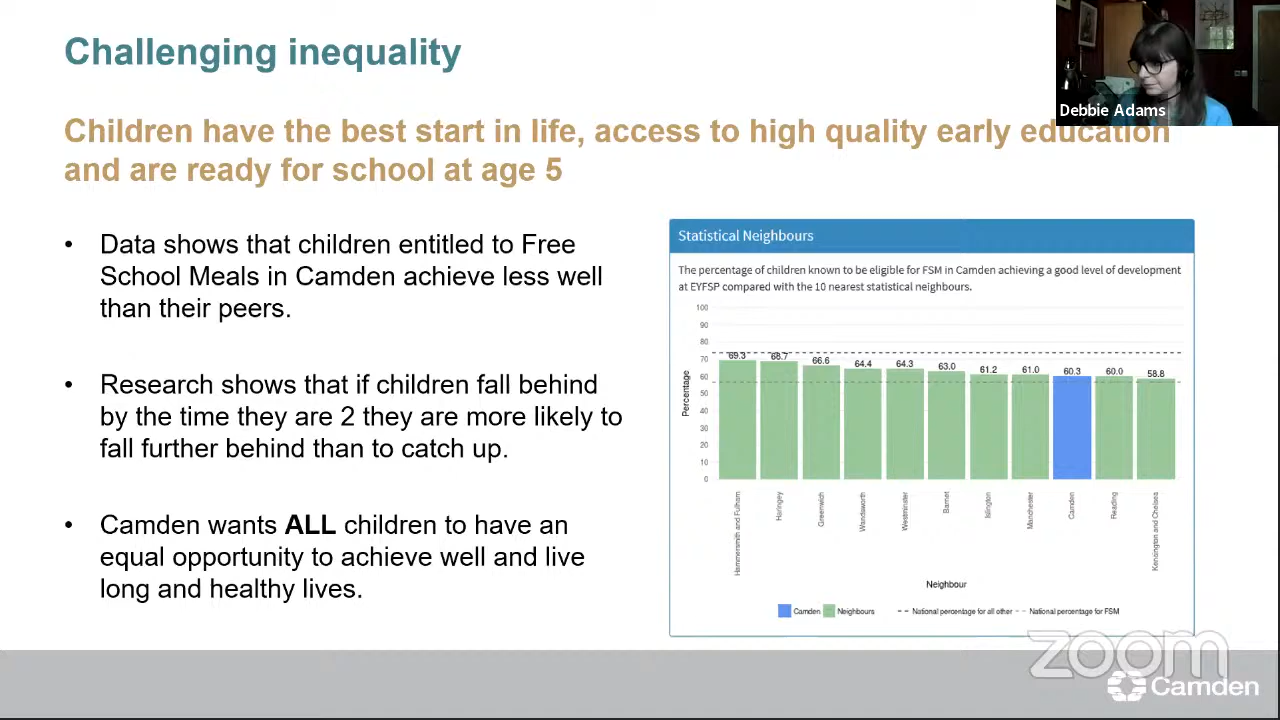 Challenging inequality
Debbie Adams
Children have the best start in life, access to high quality early education
and are ready for school at age 5
• Data shows that children entitled to Free
School Meals in Camden achieve less well
than their peers.
• Research shows that if children fall behind
by the time they are 2 they are more likely to
fall further behind than to catch up.
• Camden wants ALL children to have an
equal opportunity to achieve well and live
long and healthy lives.
Statistical Neighbours
The percentage of children known to be eligible for FSM in Camden achieving a good level of development
at EYFSP compared with the 10 nearest statistical neighbours.
Percentage
100
90
80
70
60
50
40
30
20
10
0
69.3 68.7 66.6 64.4 64.3 63.0 61.2 61.0 60.3 60.0 58.8
Hammersmith and Fulham
Haringey
Greenwich
Wandsworth
Westminster
Barnet
Islington
Manchester
Camden
Reading
Kensington and Chelsea
Neighbour
Camden Neighbours National percentage for all other National percentage for FSM
zoom
Camden